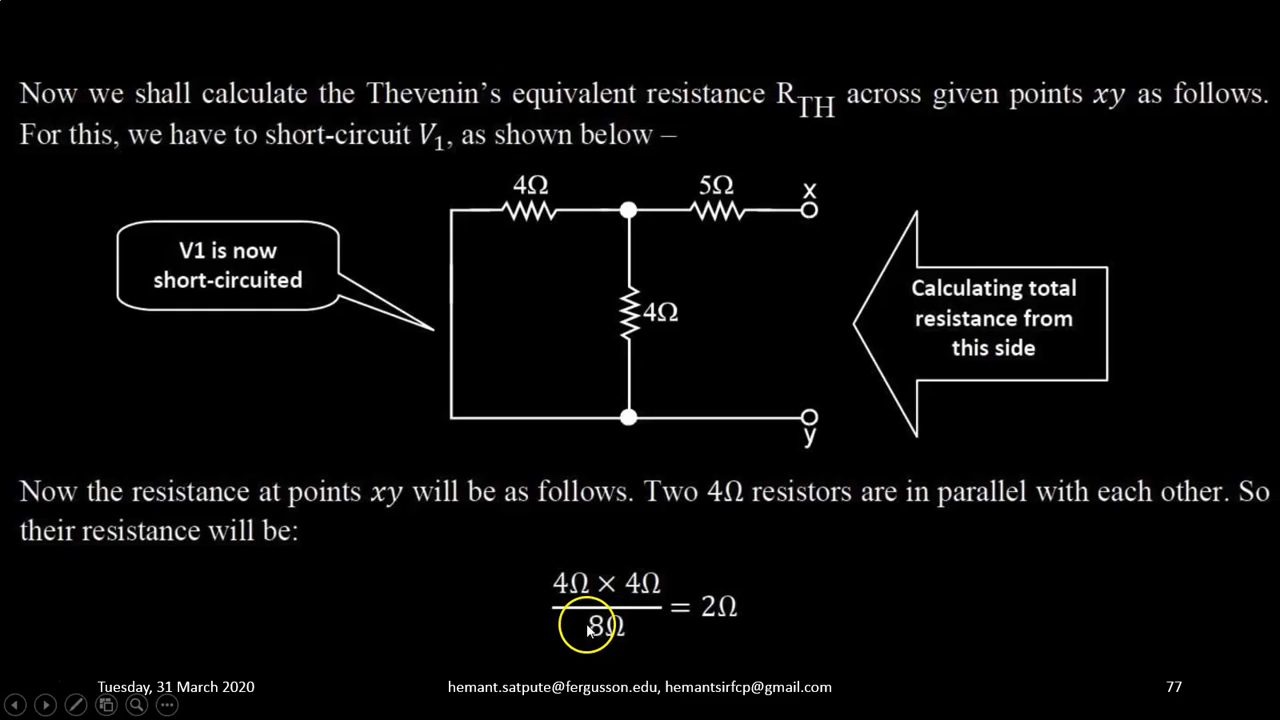 Now we shall calculate the Thevenin’s equivalent resistance R_TH across given points xy as follows.
For this, we have to short-circuit V₁, as shown below –
4Ω
5Ω
x
V1 is now
short-circuited
4Ω
Calculating total
resistance from
this side
y
Now the resistance at points xy will be as follows. Two 4Ω resistors are in parallel with each other. So
their resistance will be:
4Ω × 4Ω
= 2Ω
8Ω
Tuesday, 31 March 2020
hemant.satpute@fergusson.edu, hemantsirfcp@gmail.com
77